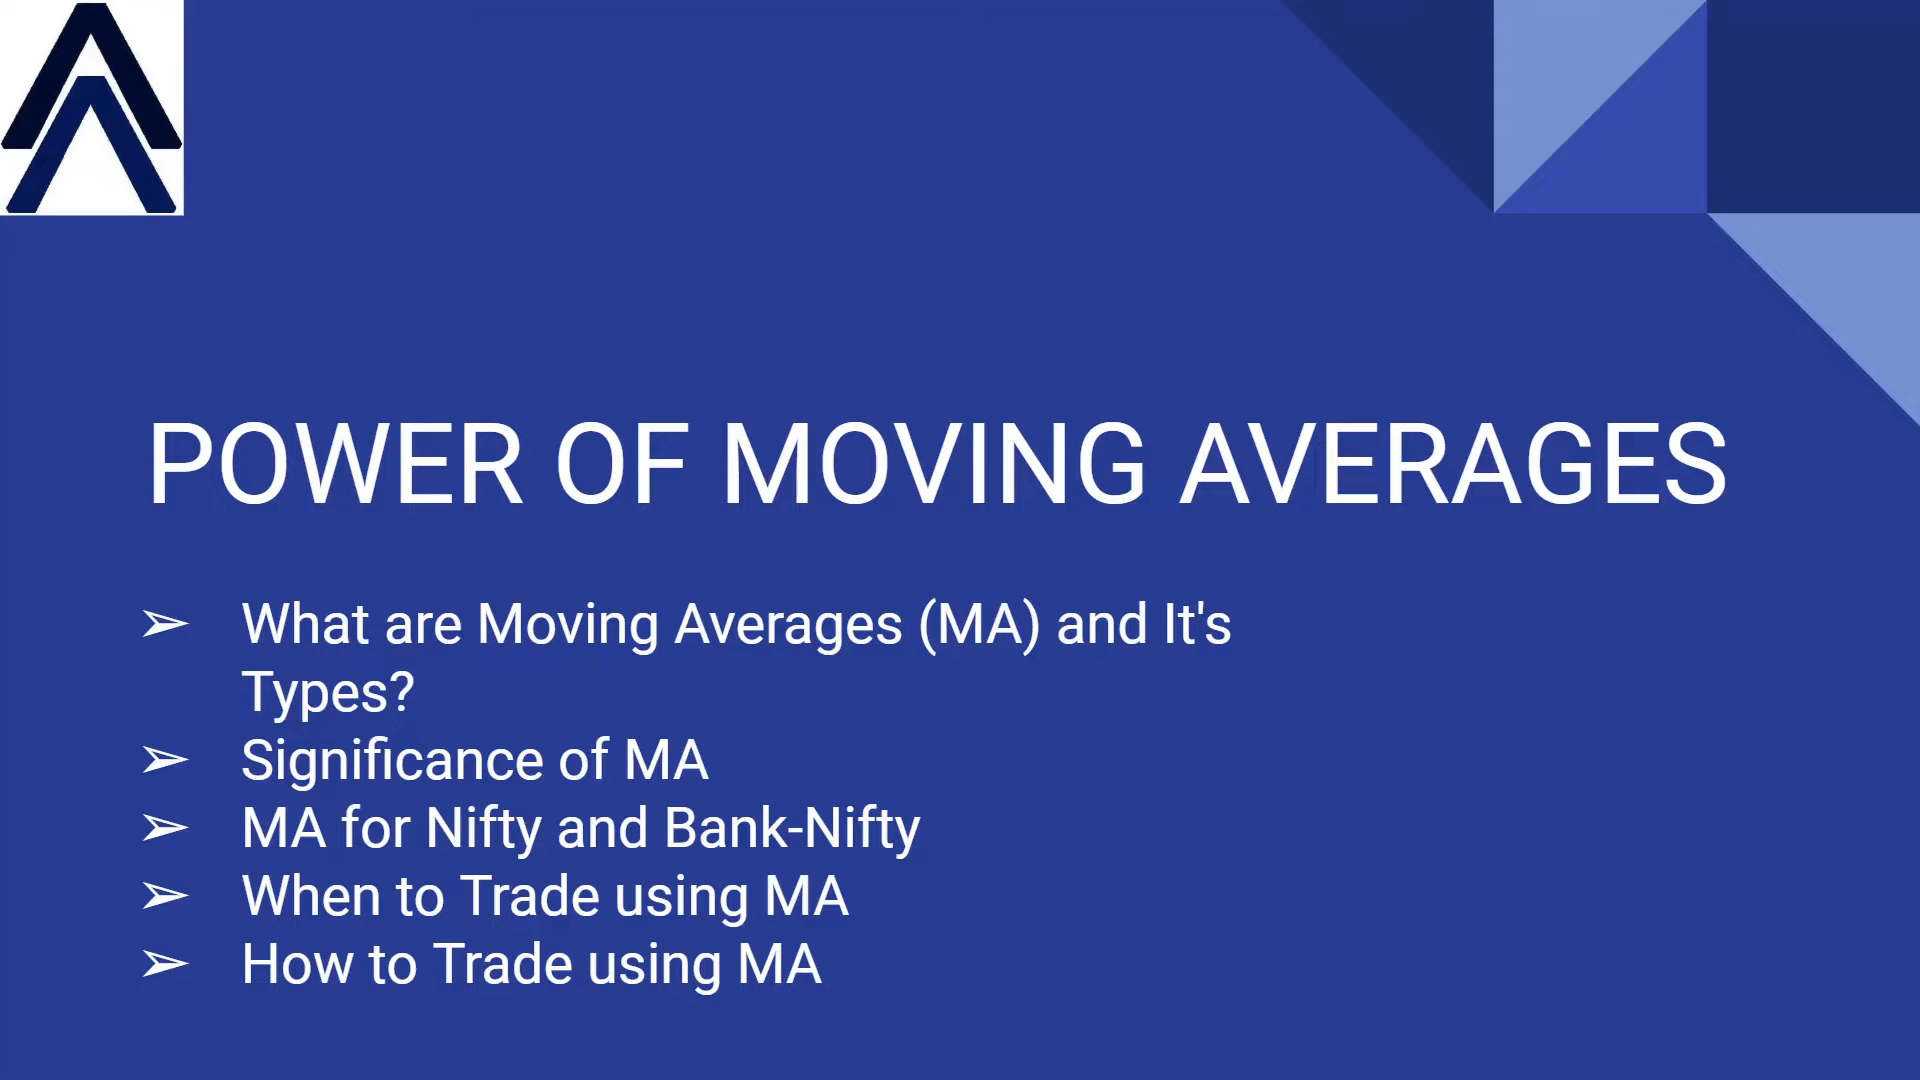 POWER OF MOVING AVERAGES
➢ What are Moving Averages (MA) and It's
Types?
➢ Significance of MA
➢ MA for Nifty and Bank-Nifty
➢ When to Trade using MA
➢ How to Trade using MA